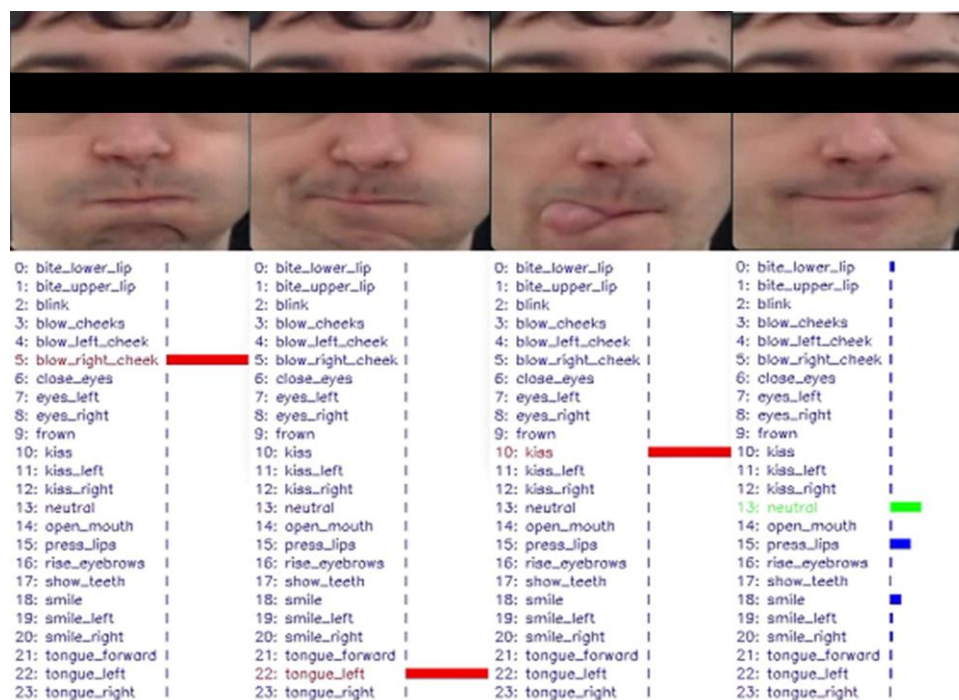 0: bite_lower_lip
1: bite_upper_lip
2: blink
3: blow_cheeks
4: blow_left_cheek
5: blow_right_cheek
6: close_eyes
7: eyes_left
8: eyes_right
9: frown
10: kiss
11: kiss_left
12: kiss_right
13: neutral
14: open_mouth
15: press_lips
16: rise_eyebrows
17: show_teeth
18: smile
19: smile_left
20: smile_right
21: tongue_forward
22: tongue_left
23: tongue_right
0: bite_lower_lip
1: bite_upper_lip
2: blink
3: blow_cheeks
4: blow_left_cheek
5: blow_right_cheek
6: close_eyes
7: eyes_left
8: eyes_right
9: frown
10: kiss
11: kiss_left
12: kiss_right
13: neutral
14: open_mouth
15: press_lips
16: rise_eyebrows
17: show_teeth
18: smile
19: smile_left
20: smile_right
21: tongue_forward
22: tongue_left
23: tongue_right
0: bite_lower_lip
1: bite_upper_lip
2: blink
3: blow_cheeks
4: blow_left_cheek
5: blow_right_cheek
6: close_eyes
7: eyes_left
8: eyes_right
9: frown
10: kiss
11: kiss_left
12: kiss_right
13: neutral
14: open_mouth
15: press_lips
16: rise_eyebrows
17: show_teeth
18: smile
19: smile_left
20: smile_right
21: tongue_forward
22: tongue_left
23: tongue_right
0: bite_lower_lip
1: bite_upper_lip
2: blink
3: blow_cheeks
4: blow_left_cheek
5: blow_right_cheek
6: close_eyes
7: eyes_left
8: eyes_right
9: frown
10: kiss
11: kiss_left
12: kiss_right
13: neutral
14: open_mouth
15: press_lips
16: rise_eyebrows
17: show_teeth
18: smile
19: smile_left
20: smile_right
21: tongue_forward
22: tongue_left
23: tongue_right